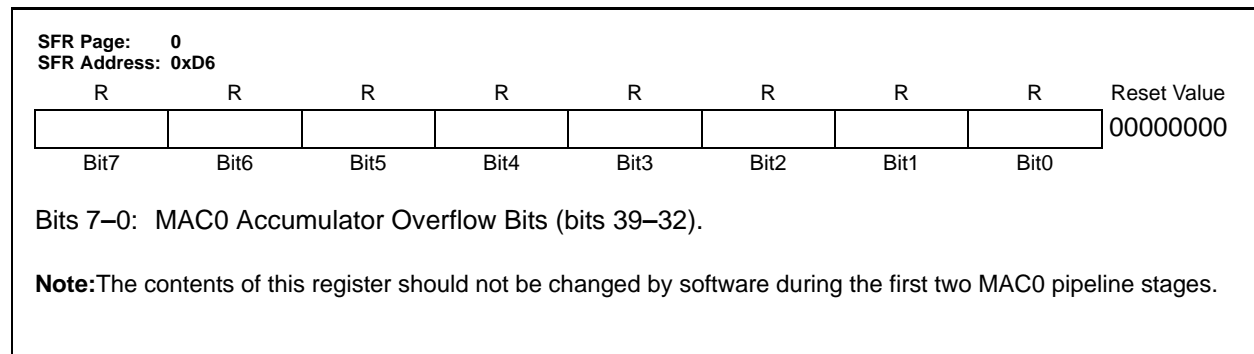 SFR Page: 0
SFR Address: 0xD6
R R R R R R R R Reset Value
00000000
Bit7 Bit6 Bit5 Bit4 Bit3 Bit2 Bit1 Bit0
Bits 7–0: MAC0 Accumulator Overflow Bits (bits 39–32).
Note:The contents of this register should not be changed by software during the first two MAC0 pipeline stages.